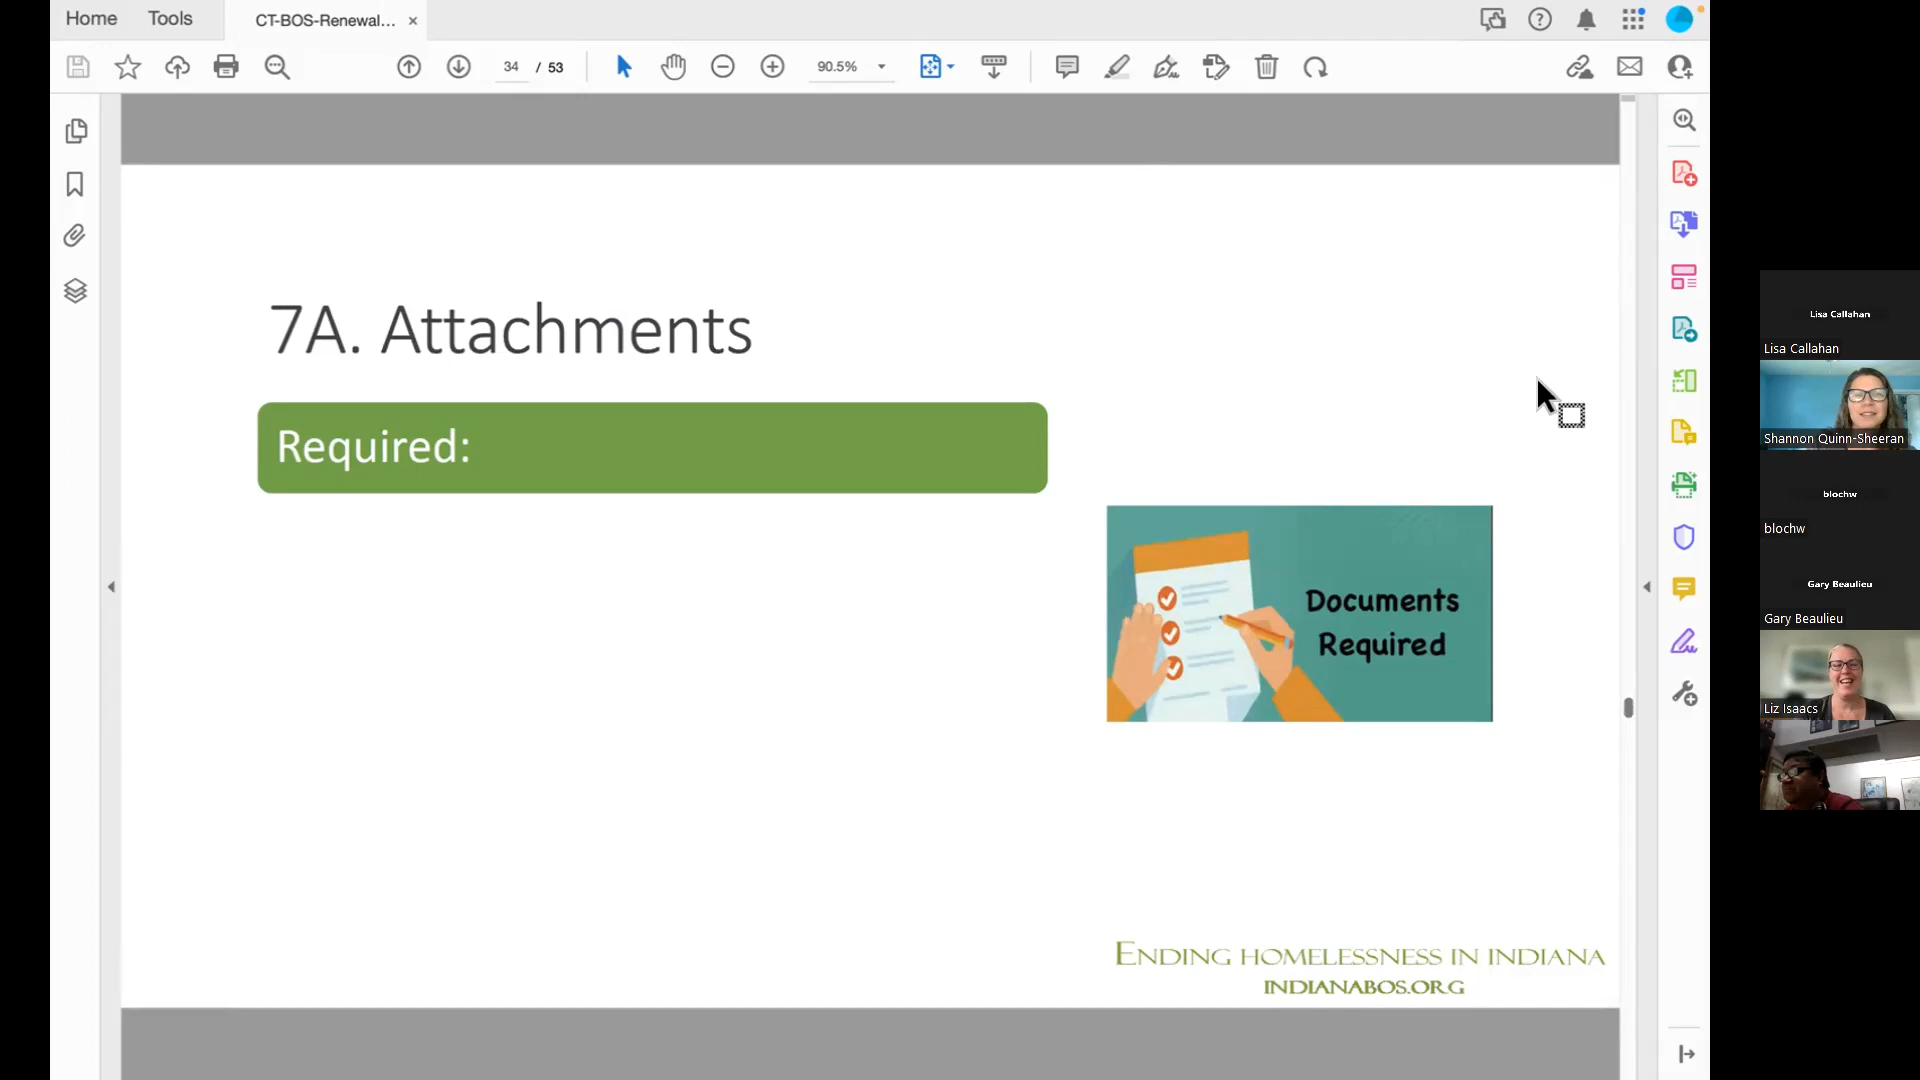 Home
Tools
CT-BOS-Renewal...
34 / 53
90.5%
7A. Attachments
Required:
Documents
Required
ENDING HOMELESSNESS IN INDIANA
INDIANABOS.ORG
Lisa Callahan
Lisa Callahan
Shannon Quinn-Sheeran
blochw
blochw
Gary Beaulieu
Gary Beaulieu
Liz Isaacs